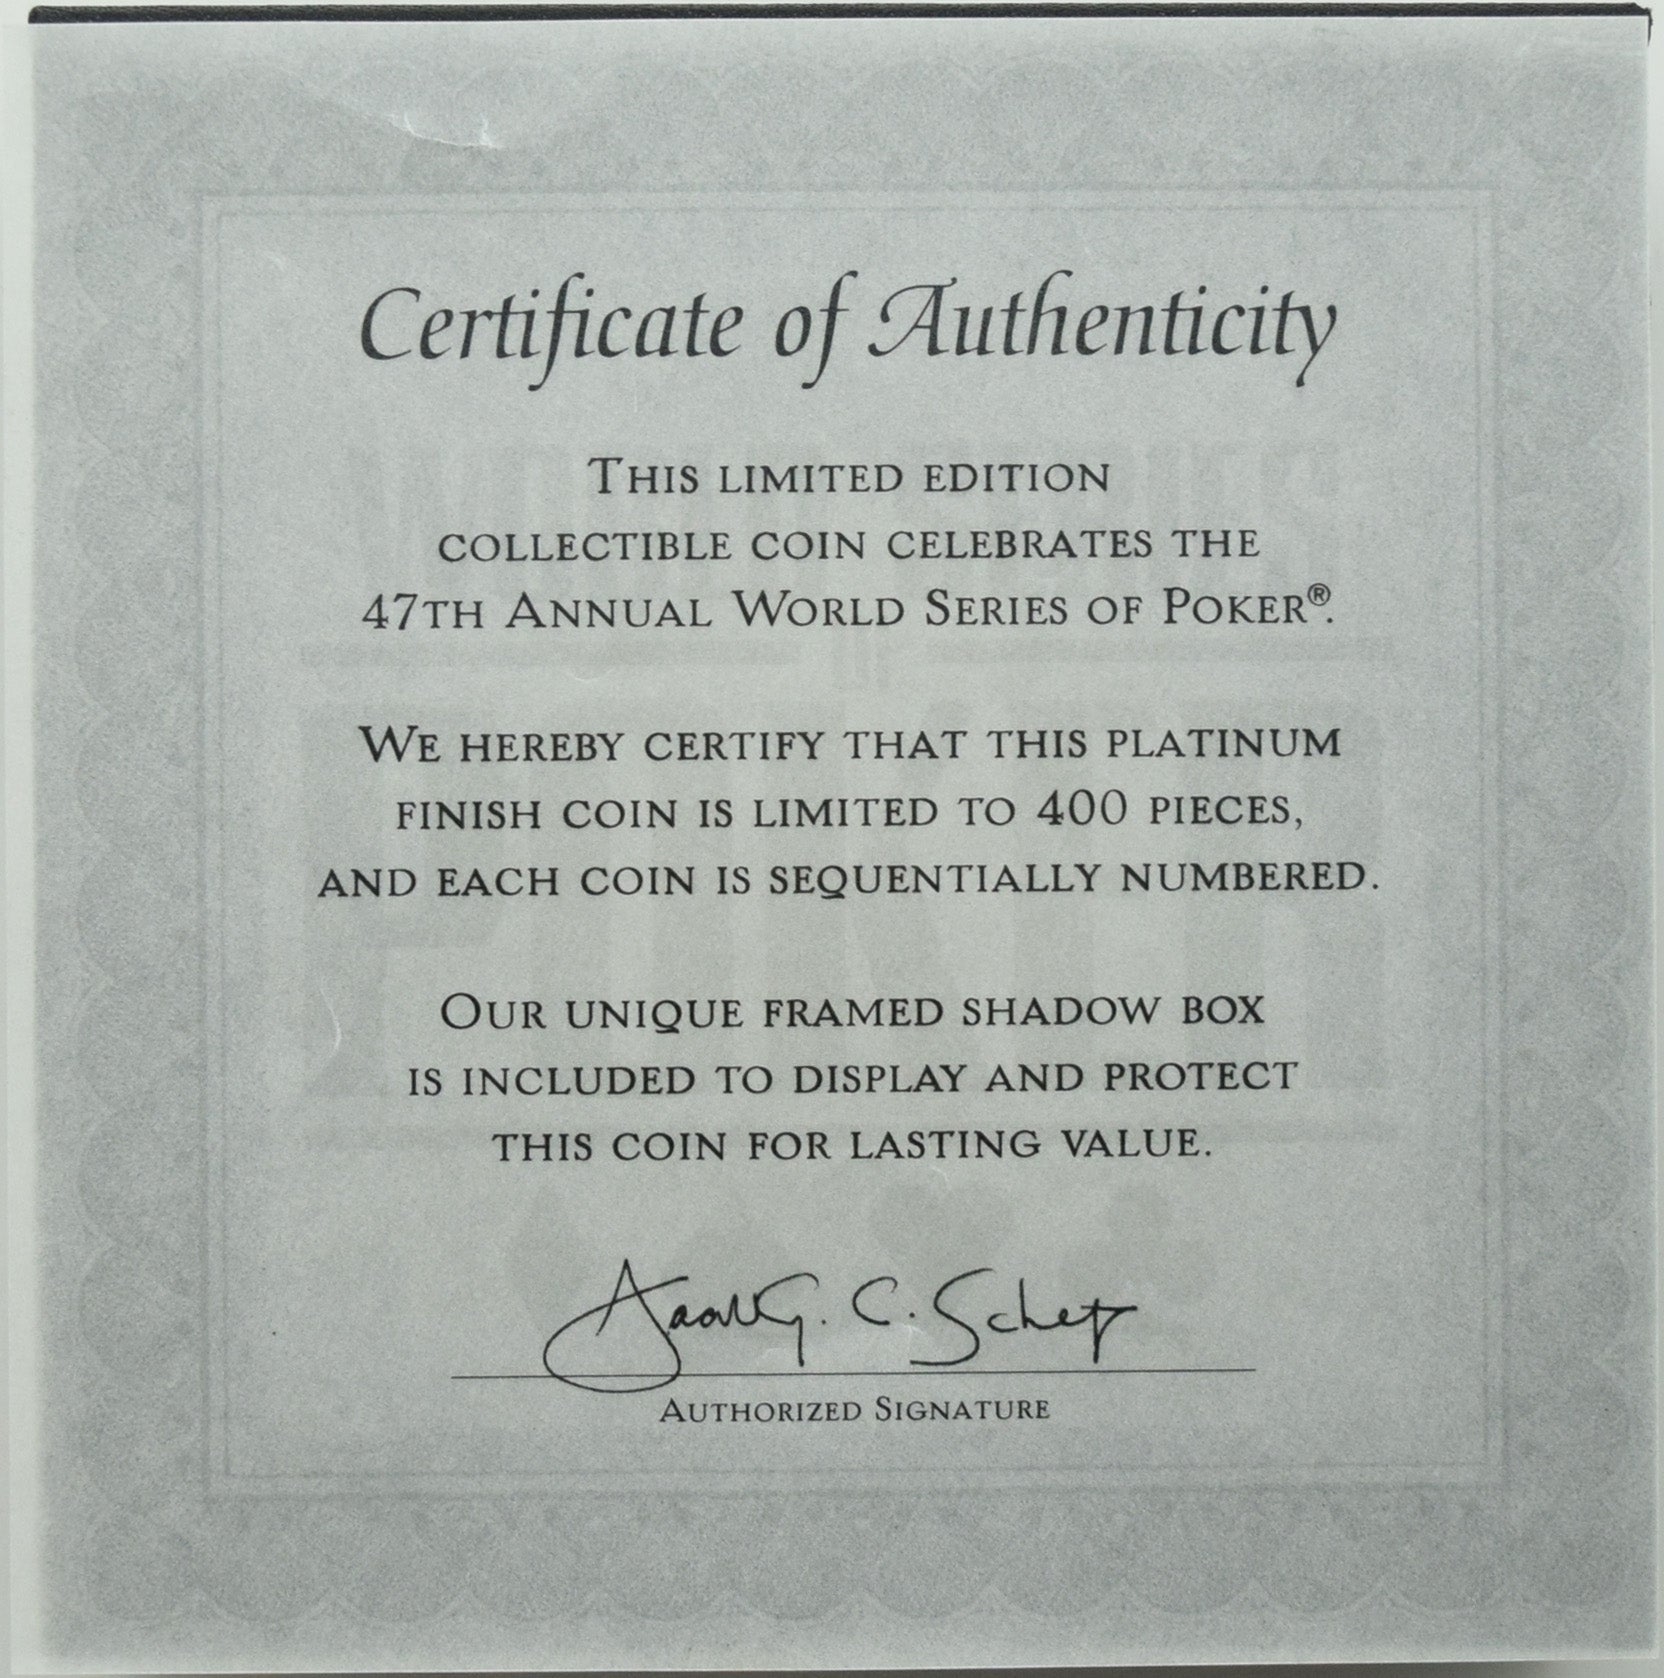 Certificate of Authenticity
This limited edition
collectible coin celebrates the
47th Annual World Series of Poker®.
We hereby certify that this platinum
finish coin is limited to 400 pieces,
and each coin is sequentially numbered.
Our unique framed shadow box
is included to display and protect
this coin for lasting value.
G. C. 
Authorized Signature